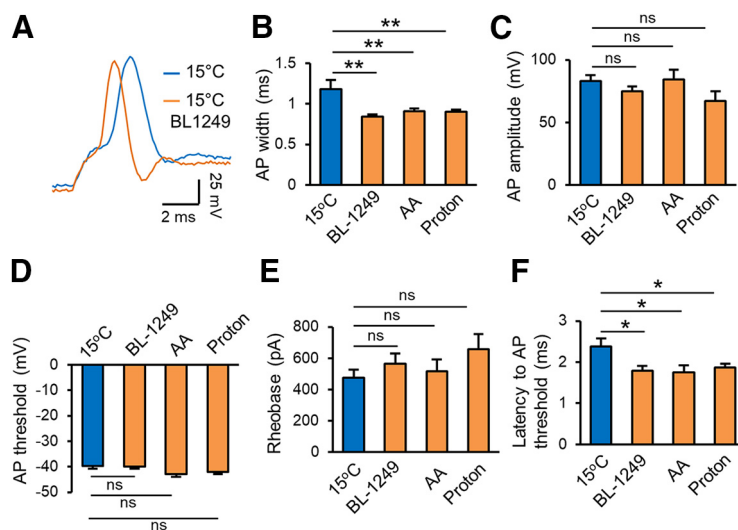 A
15°C
15°C
BL1249
25 mV
2 ms
B
**
**
**
AP width (ms)
1.5
1
0.5
0
15°C
BL-1249
AA
Proton
C
ns
ns
ns
AP amplitude (mV)
100
50
0
15°C
BL-1249
AA
Proton
D
15°C
BL-1249
AA
Proton
AP threshold (mV)
0
-10
-20
-30
-40
-50
ns
ns
ns
E
ns
ns
ns
Rheobase (pA)
800
600
400
200
0
15°C
BL-1249
AA
Proton
F
*
*
*
Latency to AP
threshold (ms)
3
2
1
0
15°C
BL-1249
AA
Proton